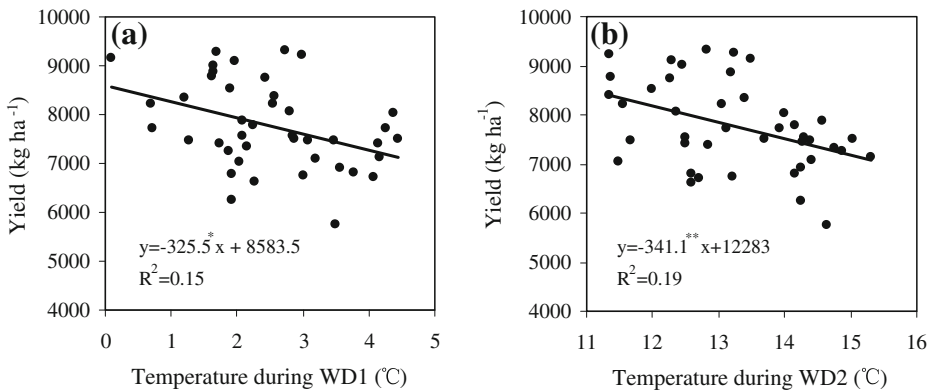 (a)
10000
9000
8000
7000
6000
5000
4000
Yield (kg ha⁻¹)
y=-325.5*x + 8583.5
R²=0.15
0 1 2 3 4 5
Temperature during WD1 (℃)
(b)
10000
9000
8000
7000
6000
5000
4000
Yield (kg ha⁻¹)
y=-341.1**x+12283
R²=0.19
11 12 13 14 15 16
Temperature during WD2 (℃)